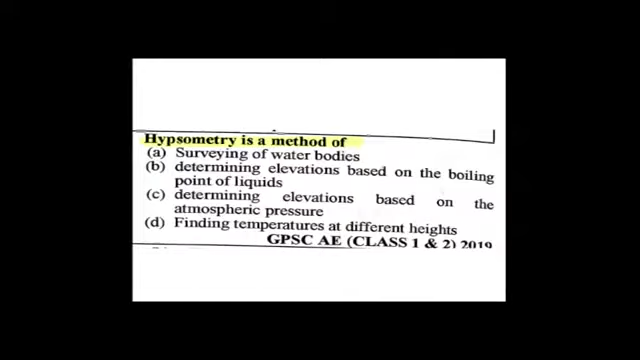 Hypsometry is a method of
(a) Surveying of water bodies
(b) determining elevations based on the boiling
point of liquids
(c) determining elevations based on the
atmospheric pressure
(d) Finding temperatures at different heights
GPSC AE (CLASS 1 & 2) 2019